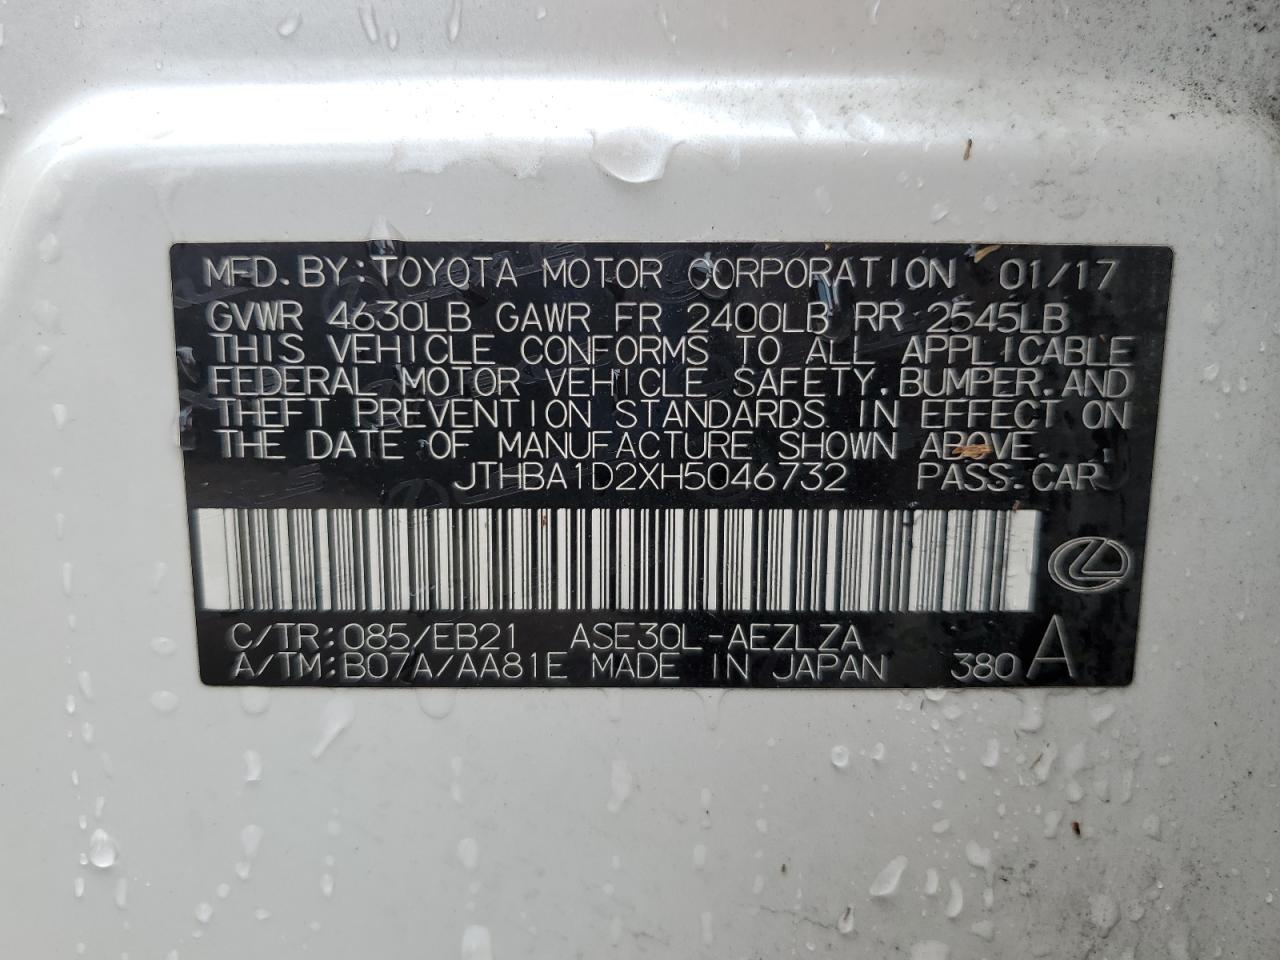 MFD.BY:TOYOTA MOTOR CORPORATION 01/17
GVWR 4630LB GAWR FR 2400LB RR 2545LB
THIS VEHICLE CONFORMS TO ALL APPLICABLE
FEDERAL MOTOR VEHICLE SAFETY,BUMPER,AND
THEFT PREVENTION STANDARDS IN EFFECT ON
THE DATE OF MANUFACTURE SHOWN ABOVE.
JTHBA1D2XH5046732 PASS.CAR
C/TR:085/EB21 ASE30L-AEZLZA
A/TM:B07A/AA81E MADE IN JAPAN 380 A